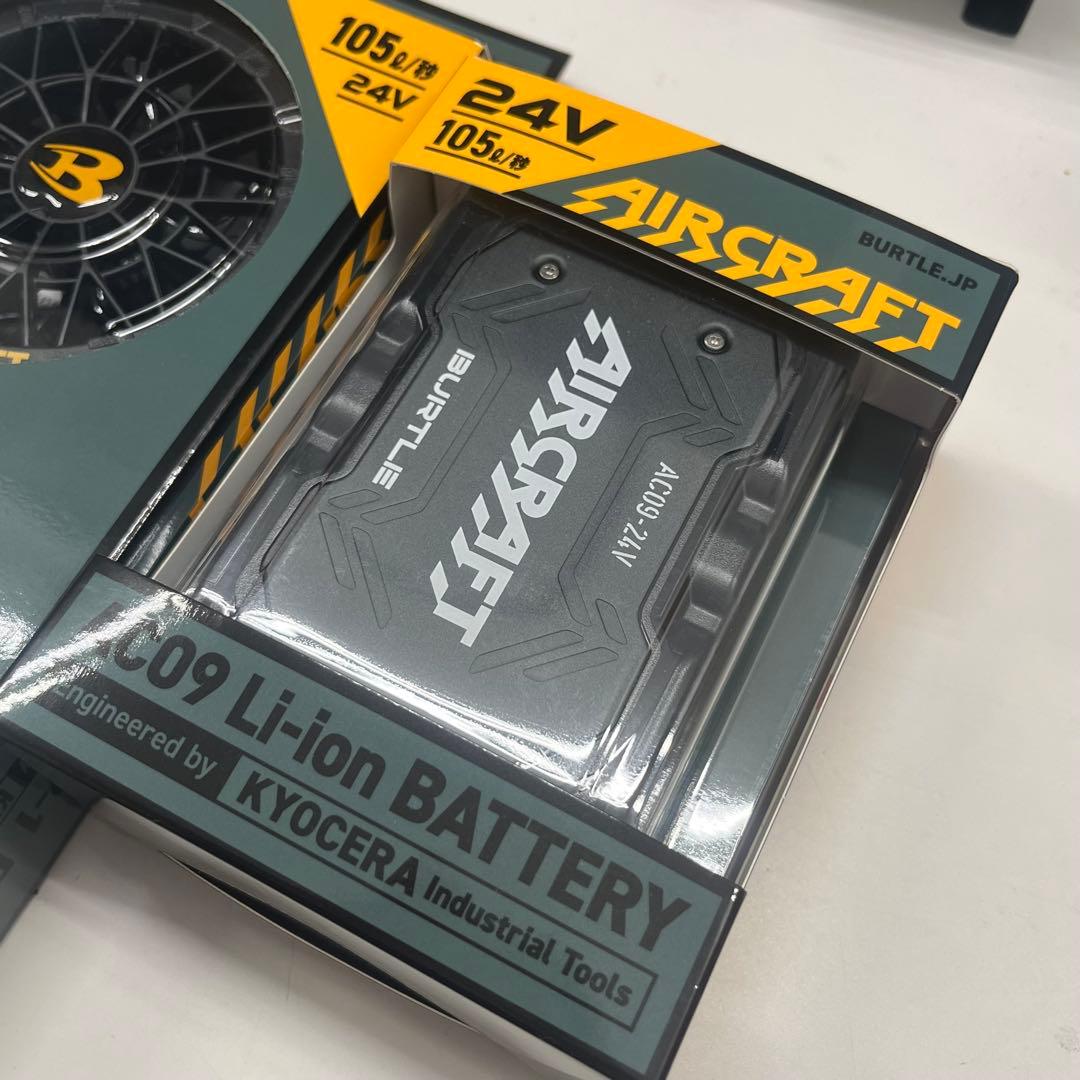 105ℓ/秒
24V
B
24V
105ℓ/秒
AIRCRAFT
BURTLE.JP
BURTLE
AIRCRAFT
AC09-24V
AC09 Li-ion BATTERY
Engineered by KYOCERA Industrial Tools